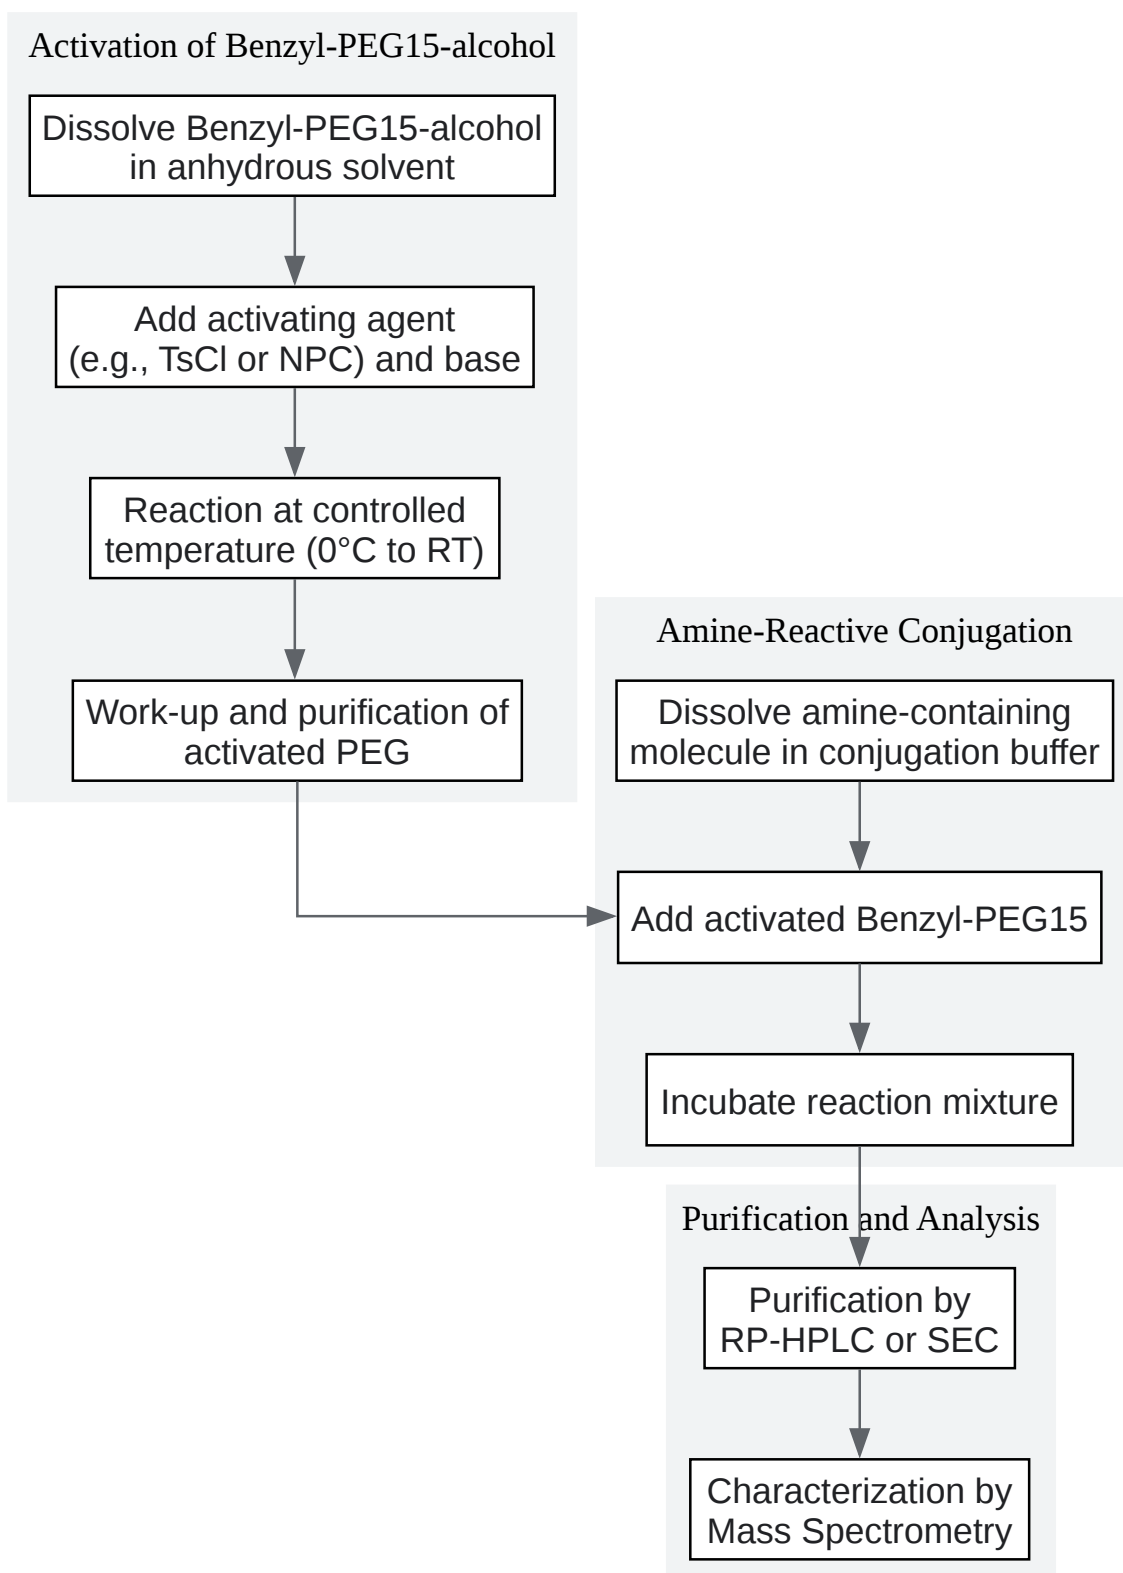 Activation of Benzyl-PEG15-alcohol
Dissolve Benzyl-PEG15-alcohol
in anhydrous solvent
Add activating agent
(e.g., TsCl or NPC) and base
Reaction at controlled
temperature (0°C to RT)
Work-up and purification of
activated PEG
Amine-Reactive Conjugation
Dissolve amine-containing
molecule in conjugation buffer
Add activated Benzyl-PEG15
Incubate reaction mixture
Purification and Analysis
Purification by
RP-HPLC or SEC
Characterization by
Mass Spectrometry